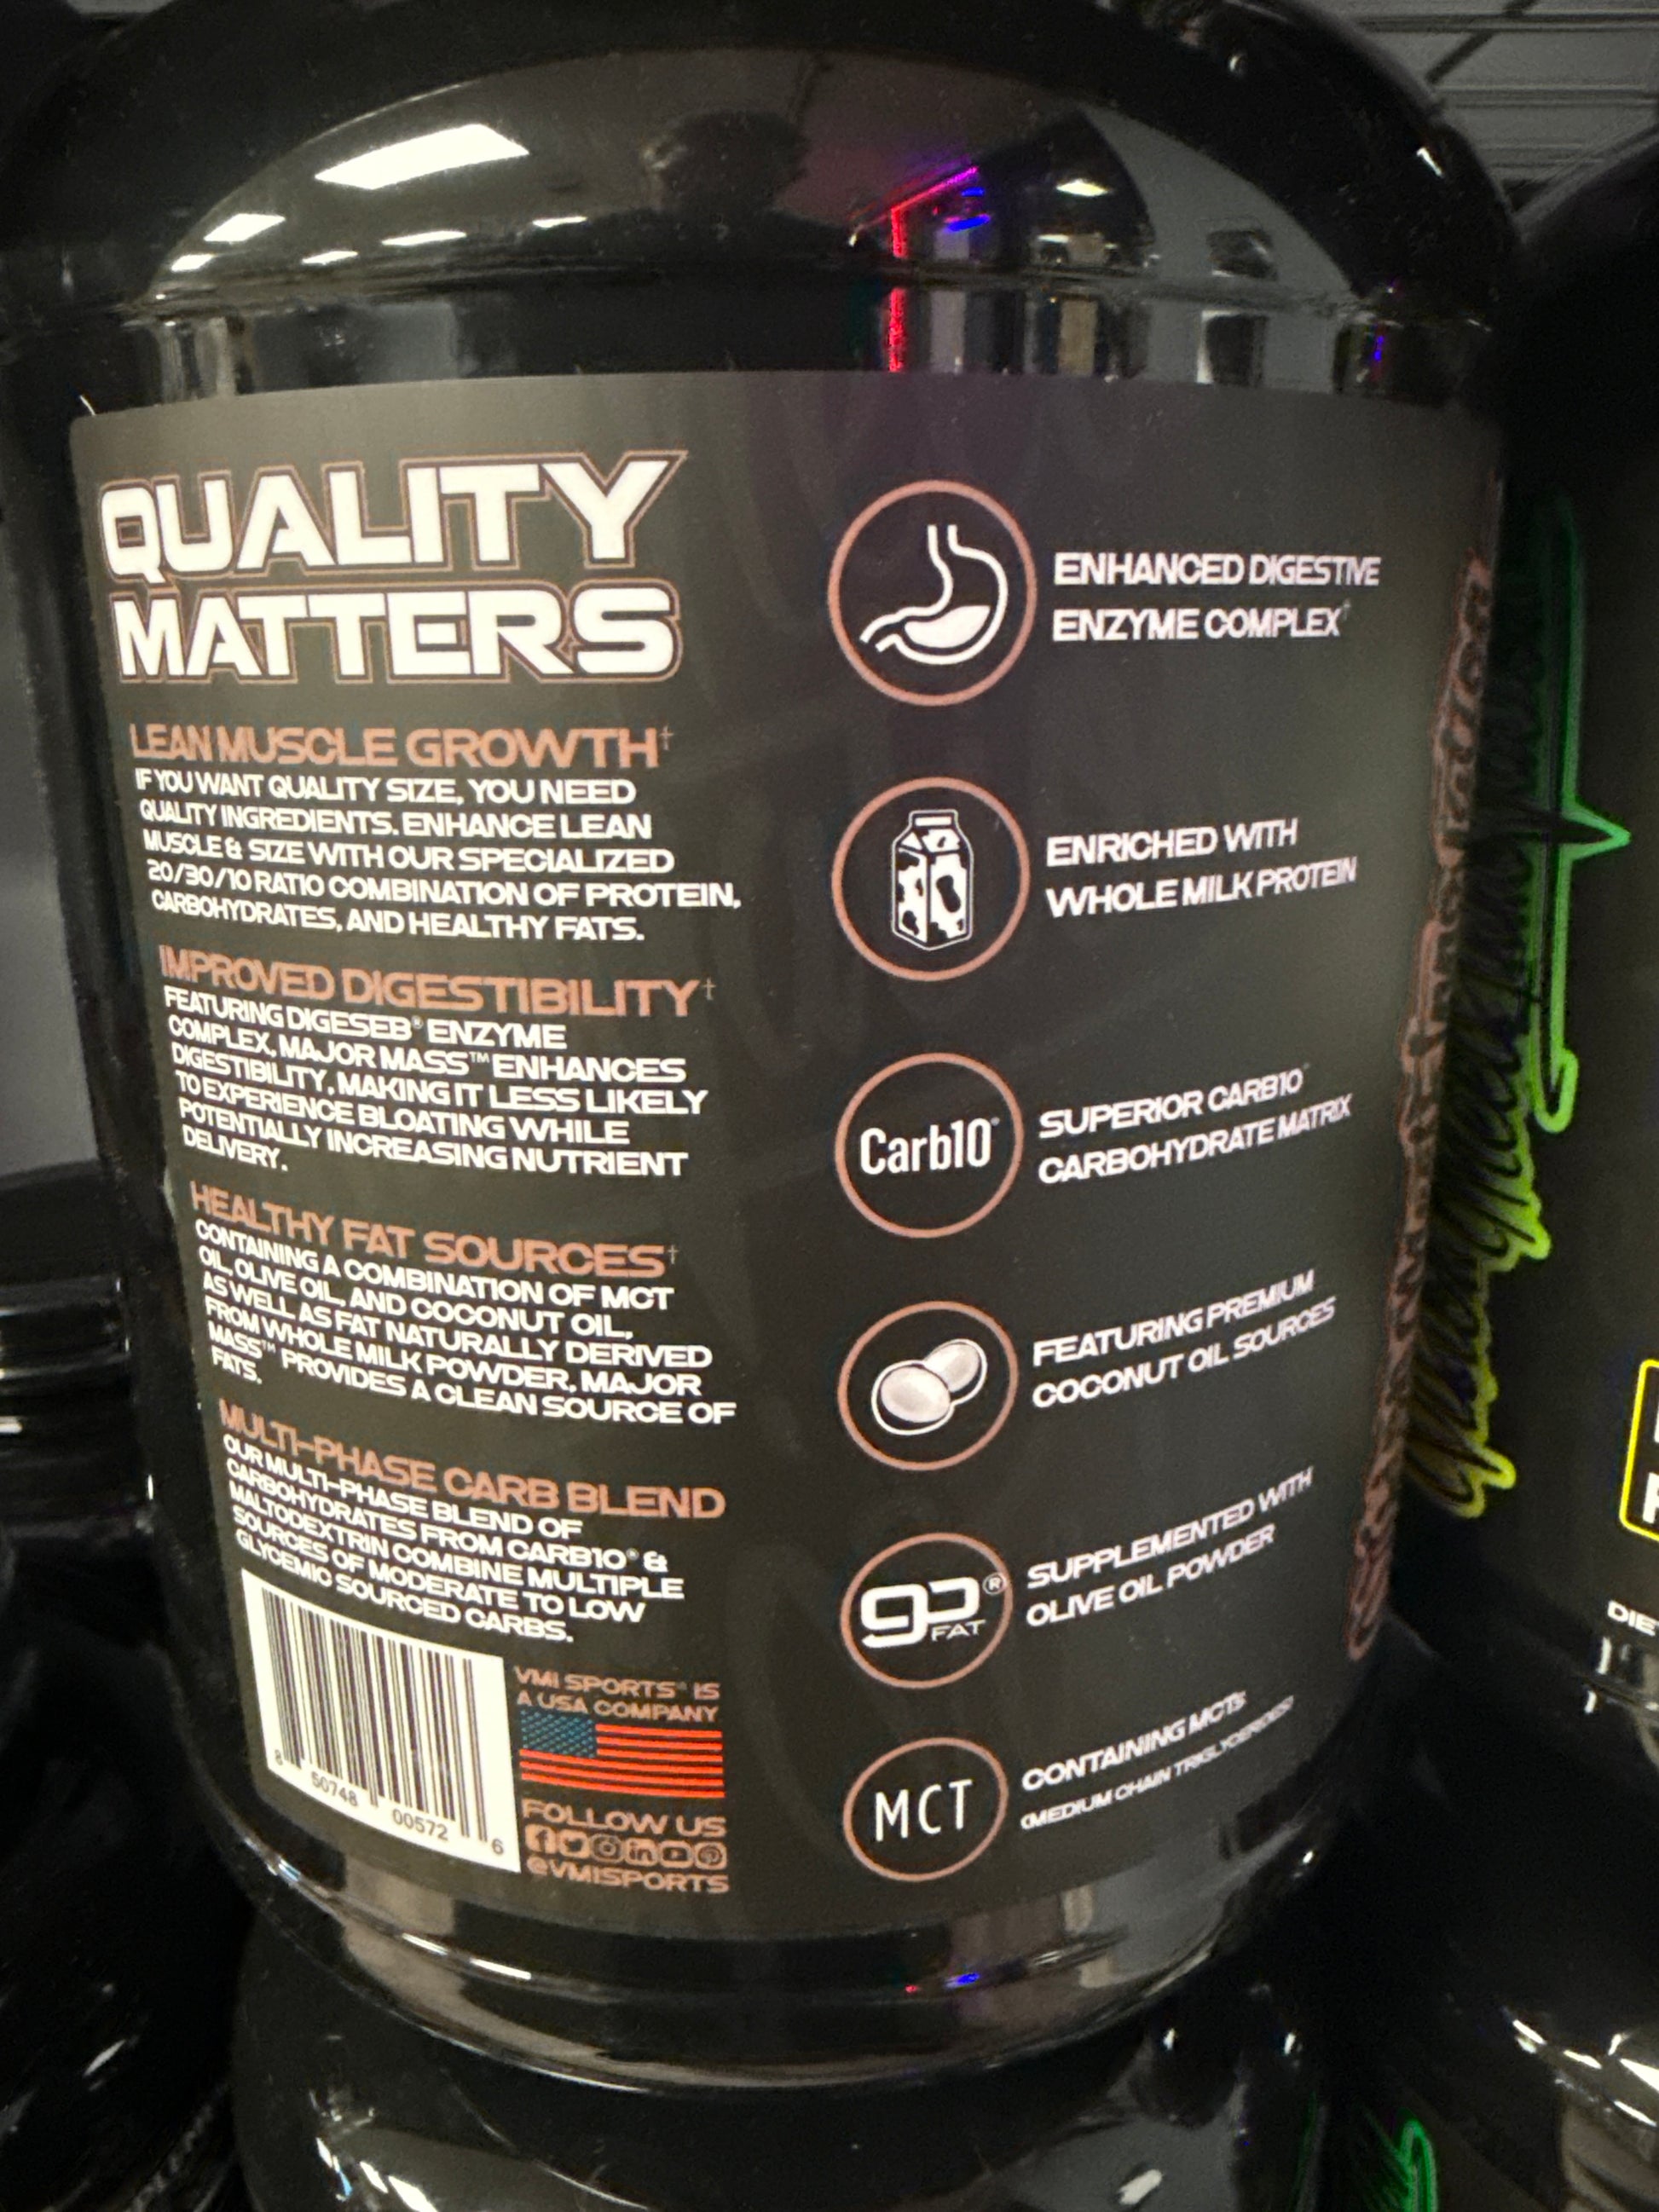 QUALITY
MATTERS
LEAN MUSCLE GROWTH†
IF YOU WANT QUALITY SIZE, YOU NEED
QUALITY INGREDIENTS. ENHANCE LEAN
MUSCLE & SIZE WITH OUR SPECIALIZED
20/30/10 RATIO COMBINATION OF PROTEIN,
CARBOHYDRATES, AND HEALTHY FATS.
IMPROVED DIGESTIBILITY†
FEATURING DIGESEB® ENZYME
COMPLEX, MAJOR MASS™ ENHANCES
DIGESTIBILITY, MAKING IT LESS LIKELY
TO EXPERIENCE BLOATING WHILE
POTENTIALLY INCREASING NUTRIENT
DELIVERY.
HEALTHY FAT SOURCES†
CONTAINING A COMBINATION OF MCT
OIL, OLIVE OIL, AND COCONUT OIL,
AS WELL AS FAT NATURALLY DERIVED
FROM WHOLE MILK POWDER, MAJOR
MASS™ PROVIDES A CLEAN SOURCE OF
FATS.
MULTI-PHASE CARB BLEND
OUR MULTI-PHASE BLEND OF
CARBOHYDRATES FROM CARB10® &
MALTODEXTRIN COMBINE MULTIPLE
SOURCES OF MODERATE TO LOW
GLYCEMIC SOURCED CARBS.
8 50748 00572 6
VMI SPORTS® IS
A USA COMPANY
FOLLOW US
@VMISPORTS
ENHANCED DIGESTIVE
ENZYME COMPLEX†
ENRICHED WITH
WHOLE MILK PROTEIN
Carb10®
SUPERIOR CARB10®
CARBOHYDRATE MATRIX
FEATURING PREMIUM
COCONUT OIL SOURCES
go®
FAT
SUPPLEMENTED WITH
OLIVE OIL POWDER
MCT
CONTAINING MCTs
(MEDIUM CHAIN TRIGLYCERIDES)
DIE